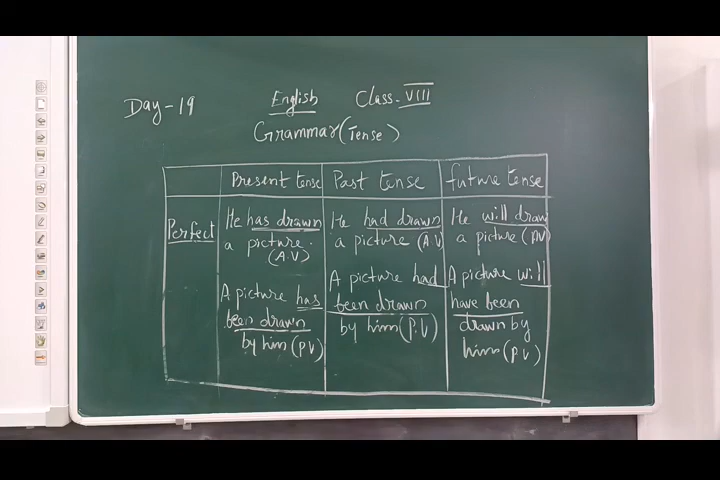 Day-19
English Class-VIII
Grammar (Tense)
Present tense Past tense future tense
Perfect
He has drawn
a picture.
(A.V)
A picture has
been drawn
by him (P.V)
He had drawn
a picture (A.V)
A picture had
been drawn
by him (P.V)
He will draw
a picture (A.V)
A picture will
have been
drawn by
him (P.V)